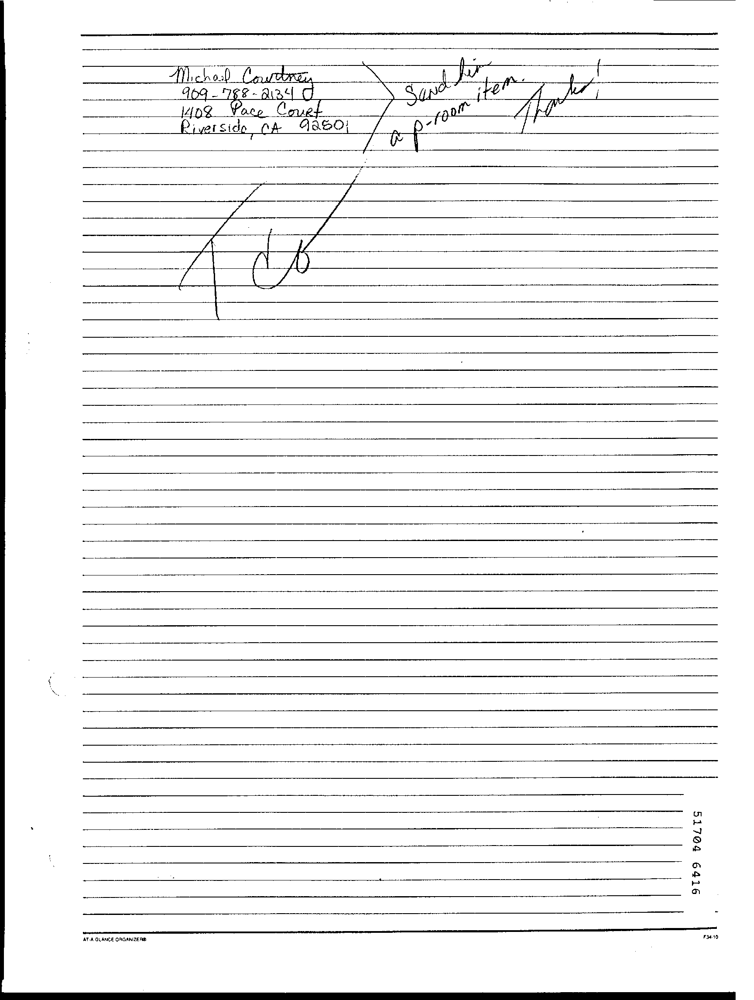 Michael Courtney
909-788-2134
1408 Pace Court
Riverside, CA 92501
Send him
a p-room item.
Thanks!
51704 6416
AT A GLANCE ORGANIZER®
F34-10